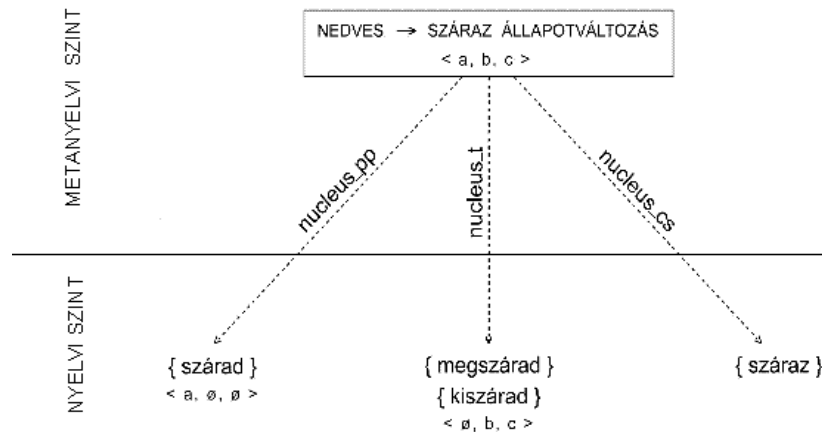 METANYELVI SZINT
NEDVES → SZÁRAZ ÁLLAPOTVÁLTOZÁS
< a, b, c >
nucleus_pp
nucleus_t
nucleus_cs
NYELVI SZINT
{ szárad }
< a, ø, ø >
{ megszárad }
{ kiszárad }
< ø, b, c >
{ száraz }